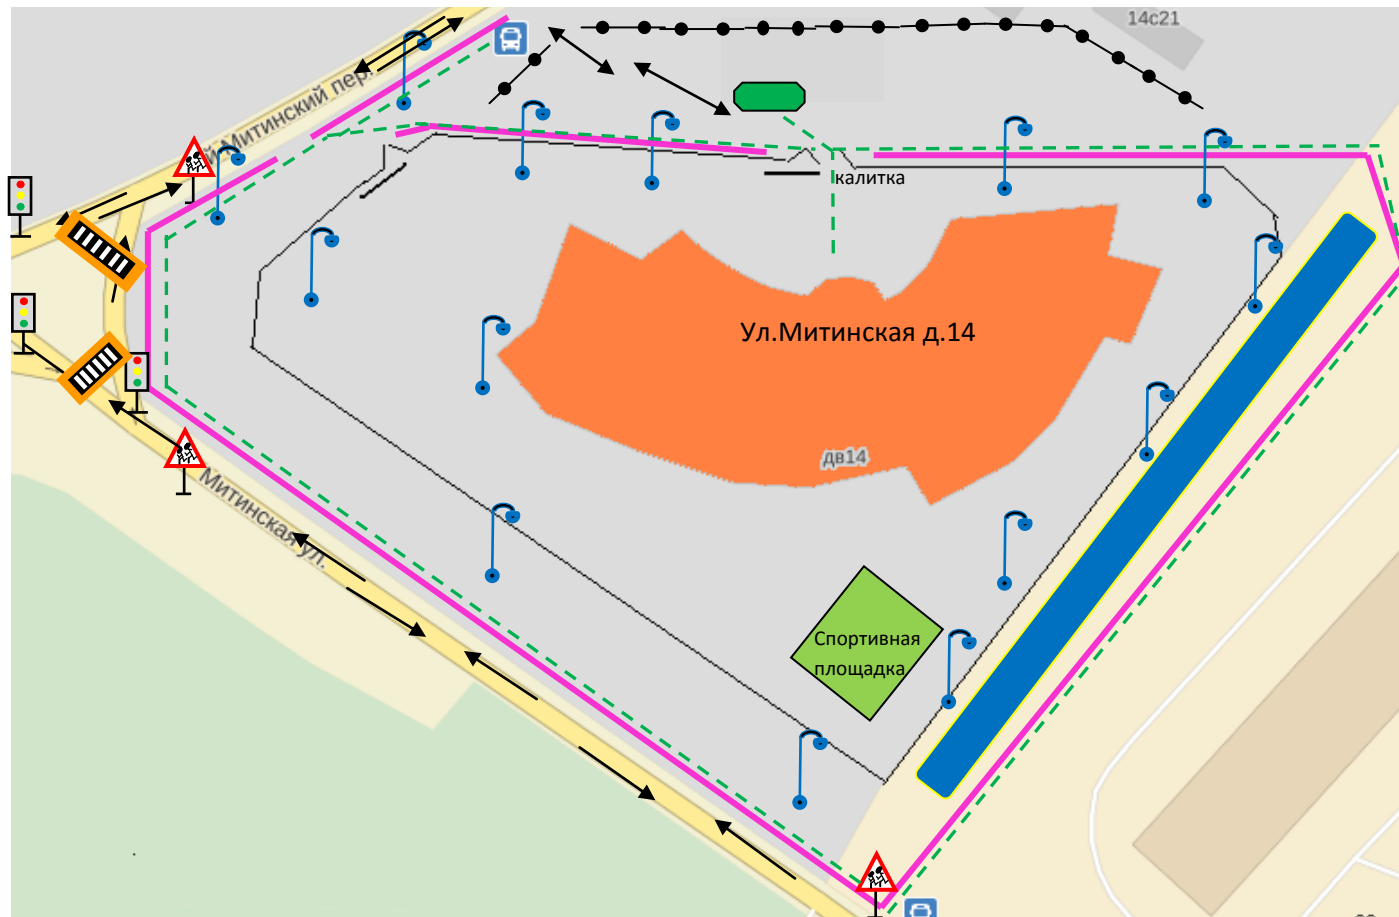 14с21
й Митинский пер.
калитка
Ул.Митинская д.14
дв14
Митинская ул.
Спортивная
площадка